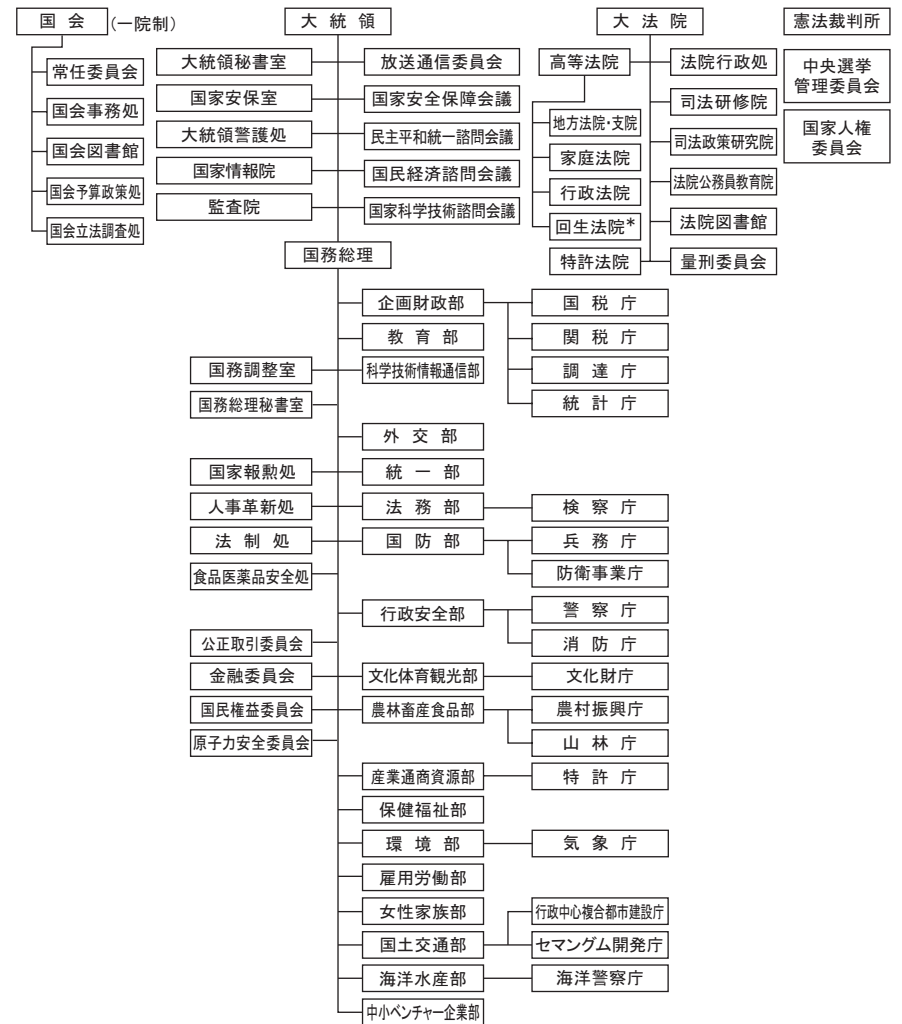 国会 (一院制)
常任委員会
国会事務処
国会図書館
国会予算政策処
国会立法調査処
大統領
大統領秘書室
国家安保室
大統領警護処
国家情報院
監査院
放送通信委員会
国家安全保障会議
民主平和統一諮問会議
国民経済諮問会議
国家科学技術諮問会議
大法院
高等法院
地方法院・支院
家庭法院
行政法院
回生法院*
特許法院
法院行政処
司法研修院
司法政策研究院
法院公務員教育院
法院図書館
量刑委員会
憲法裁判所
中央選挙
管理委員会
国家人権
委員会
国務総理
国務調整室
国務総理秘書室
国家報勲処
人事革新処
法制処
食品医薬品安全処
公正取引委員会
金融委員会
国民権益委員会
原子力安全委員会
企画財政部
国税庁
関税庁
調達庁
統計庁
教育部
科学技術情報通信部
外交部
統一部
法務部
検察庁
国防部
兵務庁
防衛事業庁
行政安全部
警察庁
消防庁
文化体育観光部
文化財庁
農林畜産食品部
農村振興庁
山林庁
産業通商資源部
特許庁
保健福祉部
環境部
気象庁
雇用労働部
女性家族部
国土交通部
行政中心複合都市建設庁
セマングム開発庁
海洋水産部
海洋警察庁
中小ベンチャー企業部